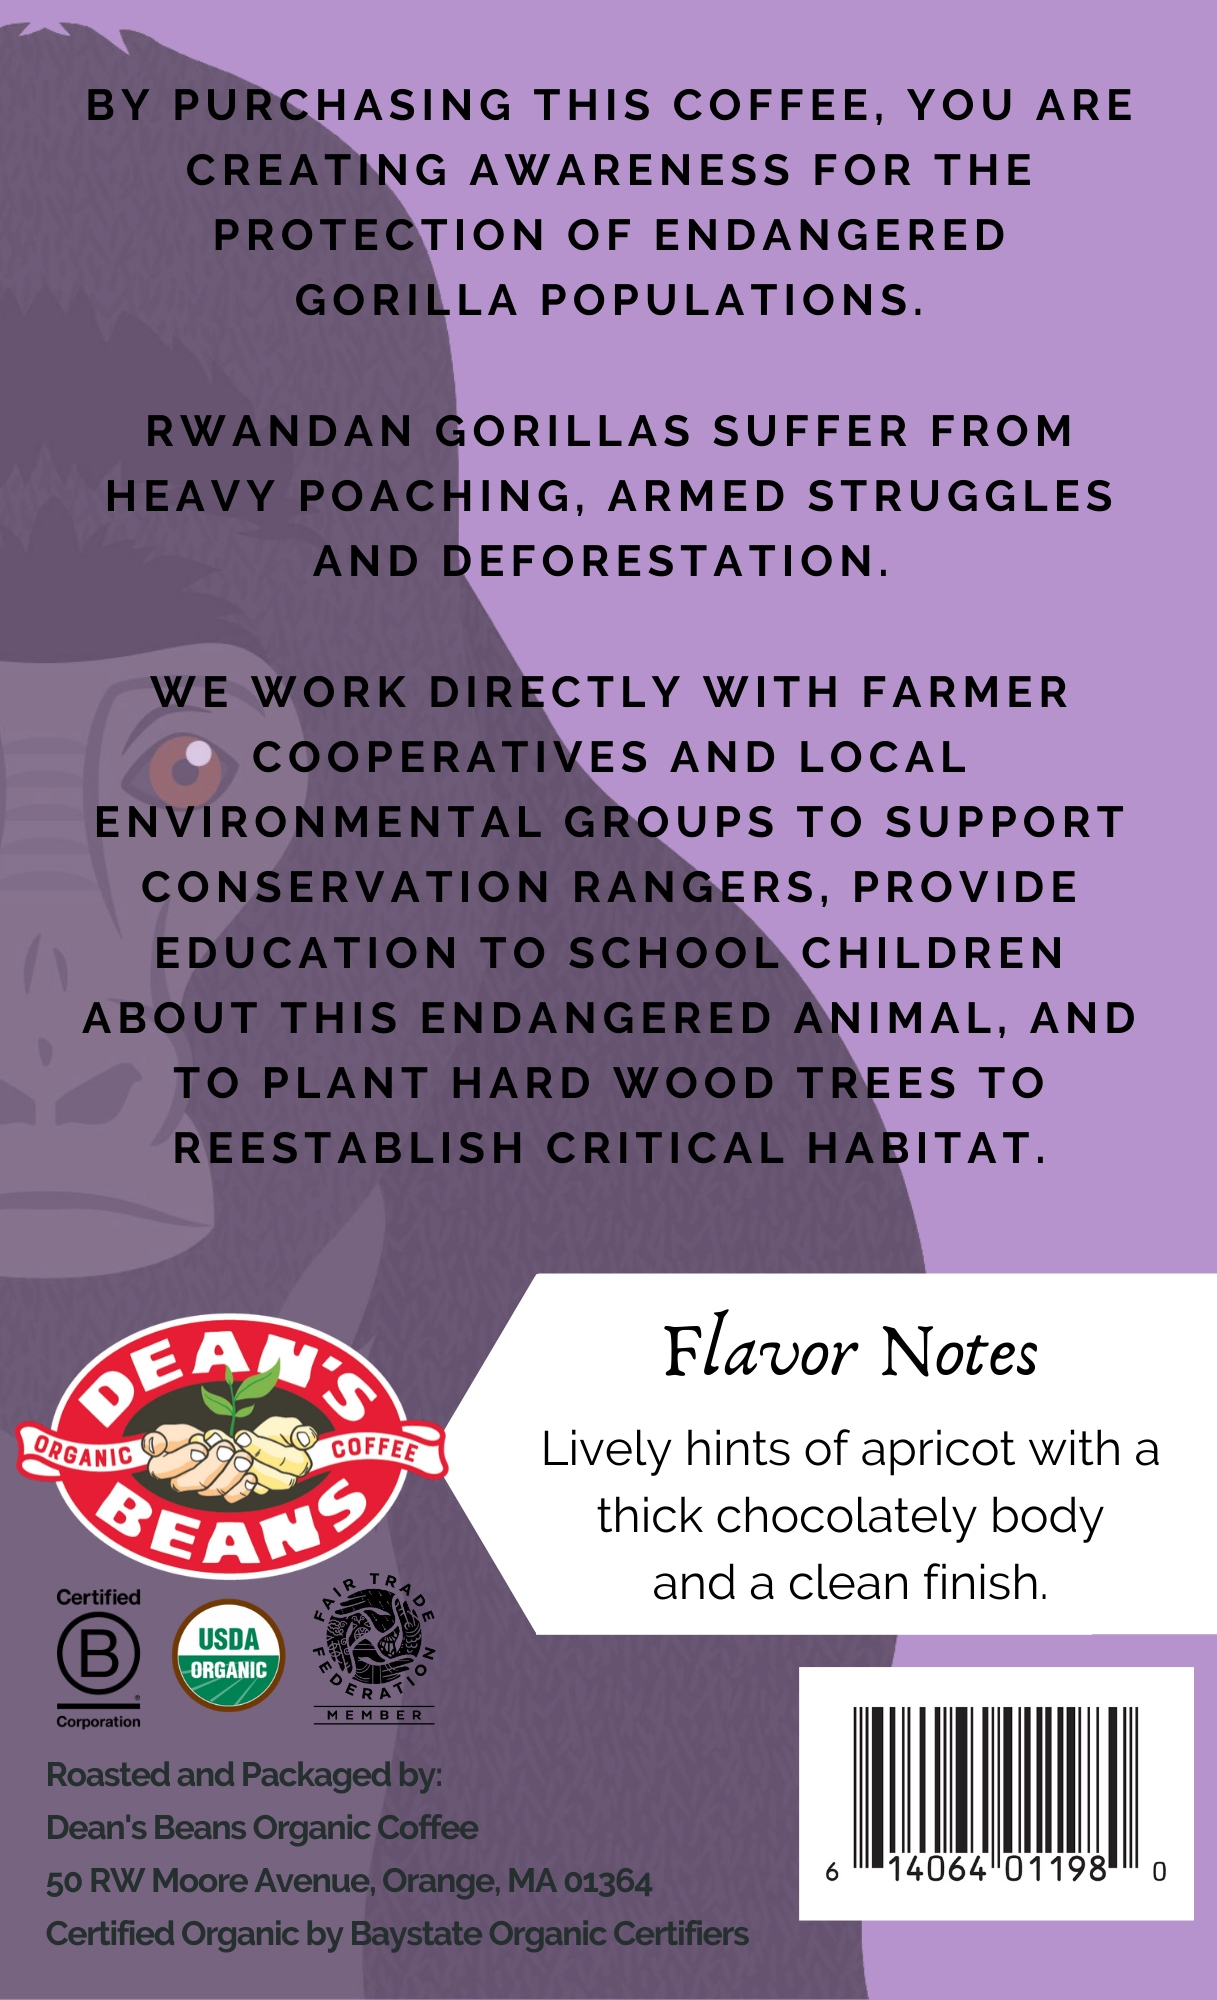 BY PURCHASING THIS COFFEE, YOU ARE
CREATING AWARENESS FOR THE
PROTECTION OF ENDANGERED
GORILLA POPULATIONS.
RWANDAN GORILLAS SUFFER FROM
HEAVY POACHING, ARMED STRUGGLES
AND DEFORESTATION.
WE WORK DIRECTLY WITH FARMER
COOPERATIVES AND LOCAL
ENVIRONMENTAL GROUPS TO SUPPORT
CONSERVATION RANGERS, PROVIDE
EDUCATION TO SCHOOL CHILDREN
ABOUT THIS ENDANGERED ANIMAL, AND
TO PLANT HARD WOOD TREES TO
REESTABLISH CRITICAL HABITAT.
DEAN'S
ORGANIC COFFEE
BEANS
Flavor Notes
Lively hints of apricot with a
thick chocolately body
and a clean finish.
Certified
B
®
Corporation
USDA
ORGANIC
FAIR TRADE
FEDERATION
MEMBER
Roasted and Packaged by:
Dean's Beans Organic Coffee
50 RW Moore Avenue, Orange, MA 01364
Certified Organic by Baystate Organic Certifiers
6 14064 01198 0